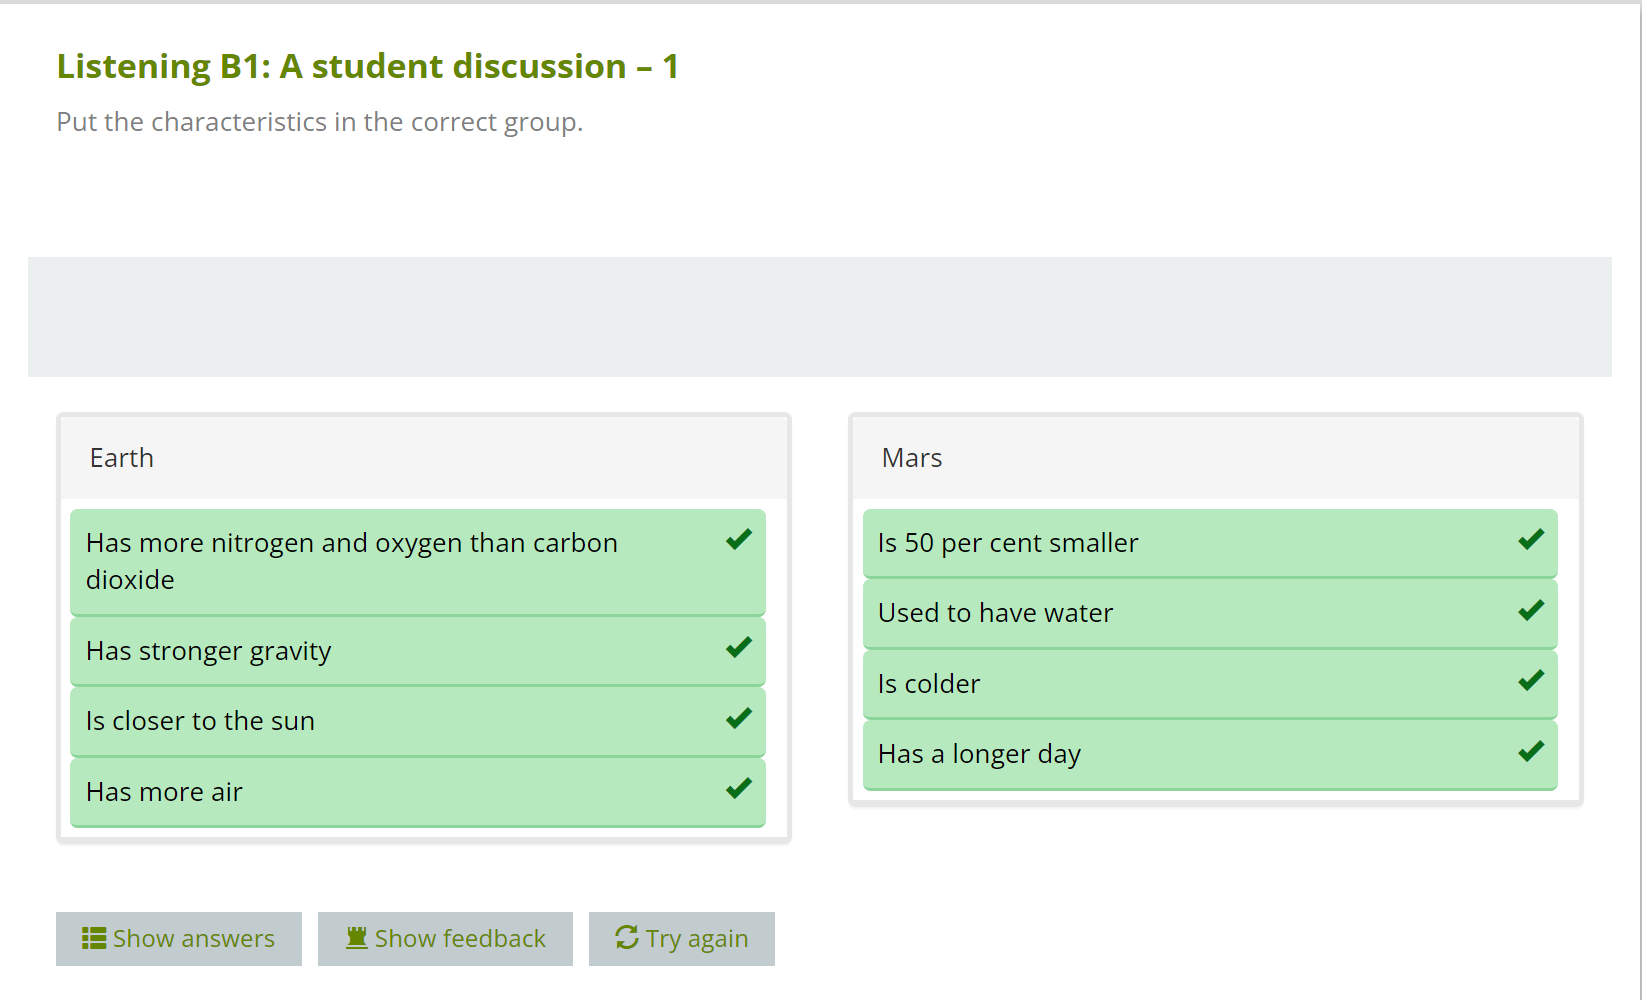 Listening B1: A student discussion – 1
Put the characteristics in the correct group.
Earth
Has more nitrogen and oxygen than carbon
dioxide
Has stronger gravity
Is closer to the sun
Has more air
Mars
Is 50 per cent smaller
Used to have water
Is colder
Has a longer day
Show answers
Show feedback
Try again